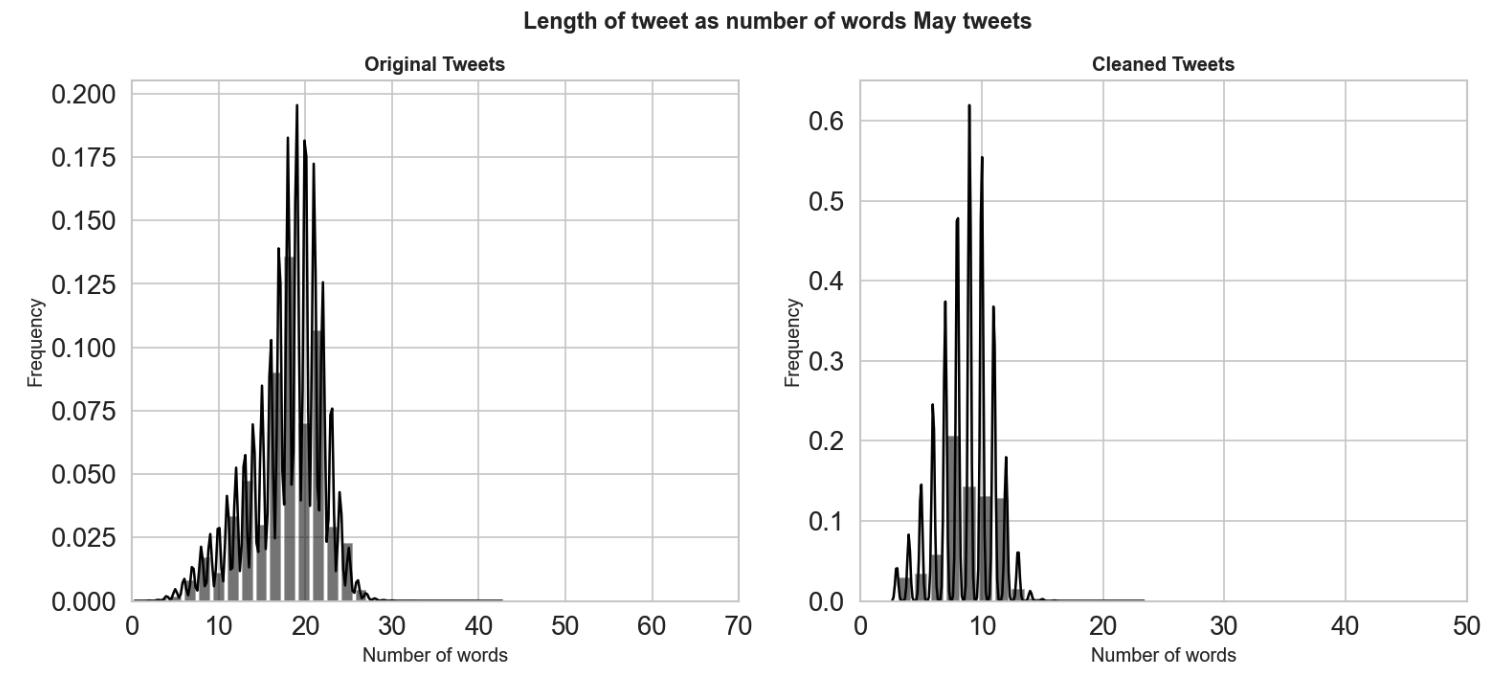 Length of tweet as number of words May tweets
Original Tweets
0.200
0.175
0.150
0.125
0.100
0.075
0.050
0.025
0.000
Frequency
0 10 20 30 40 50 60 70
Number of words
Cleaned Tweets
0.6
0.5
0.4
0.3
0.2
0.1
0.0
Frequency
0 10 20 30 40 50
Number of words